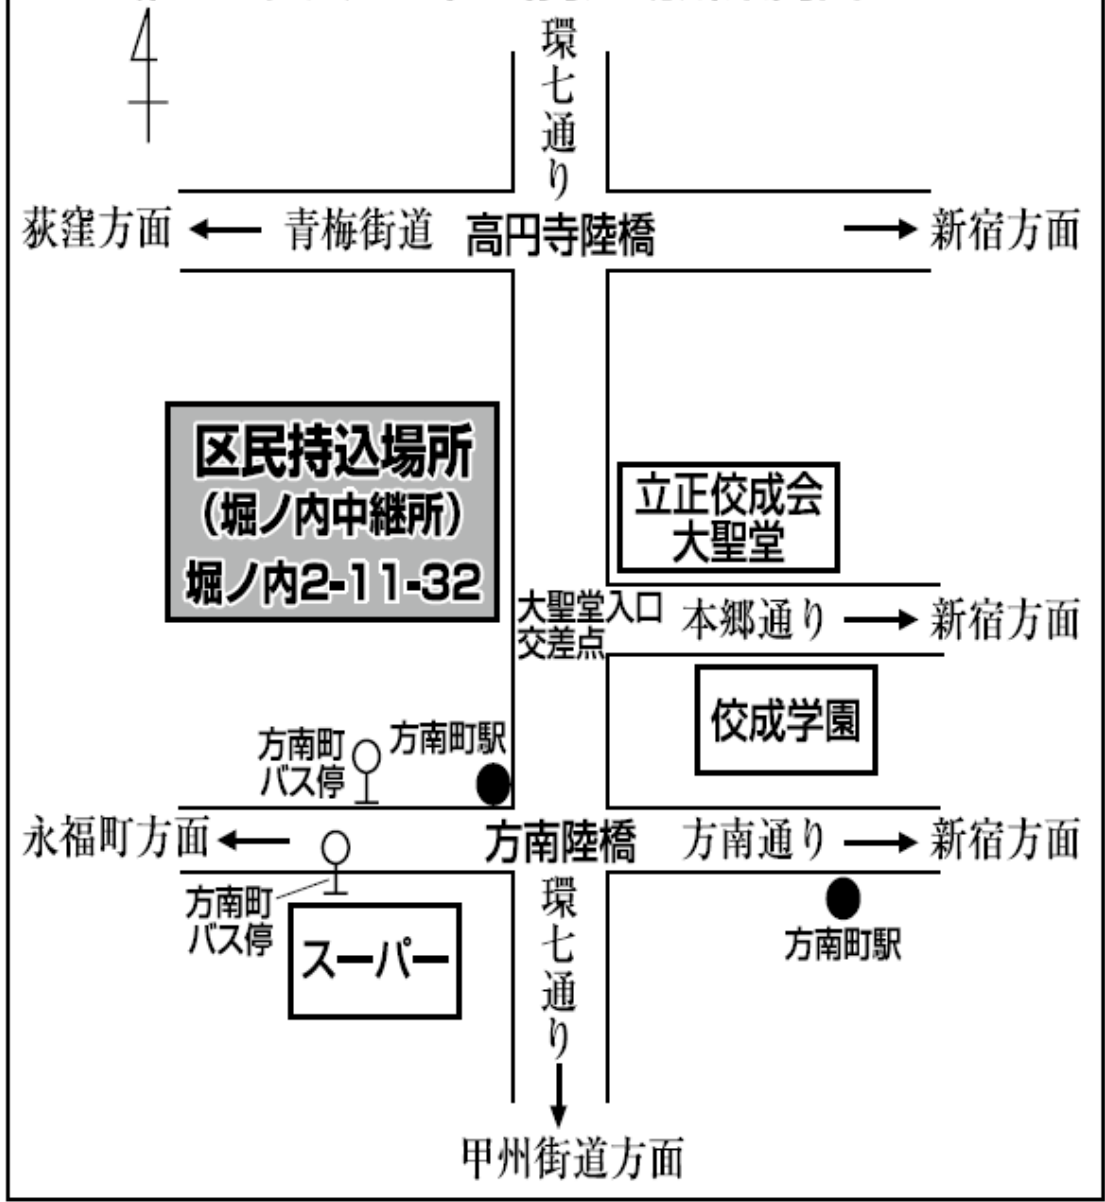 環七通り
荻窪方面
青梅街道
高円寺陸橋
新宿方面
区民持込場所
（堀ノ内中継所）
堀ノ内2-11-32
立正佼成会
大聖堂
大聖堂入口
交差点
本郷通り
新宿方面
佼成学園
方南町
バス停
方南町駅
永福町方面
方南陸橋
方南通り
新宿方面
方南町
バス停
スーパー
環七通り
方南町駅
甲州街道方面